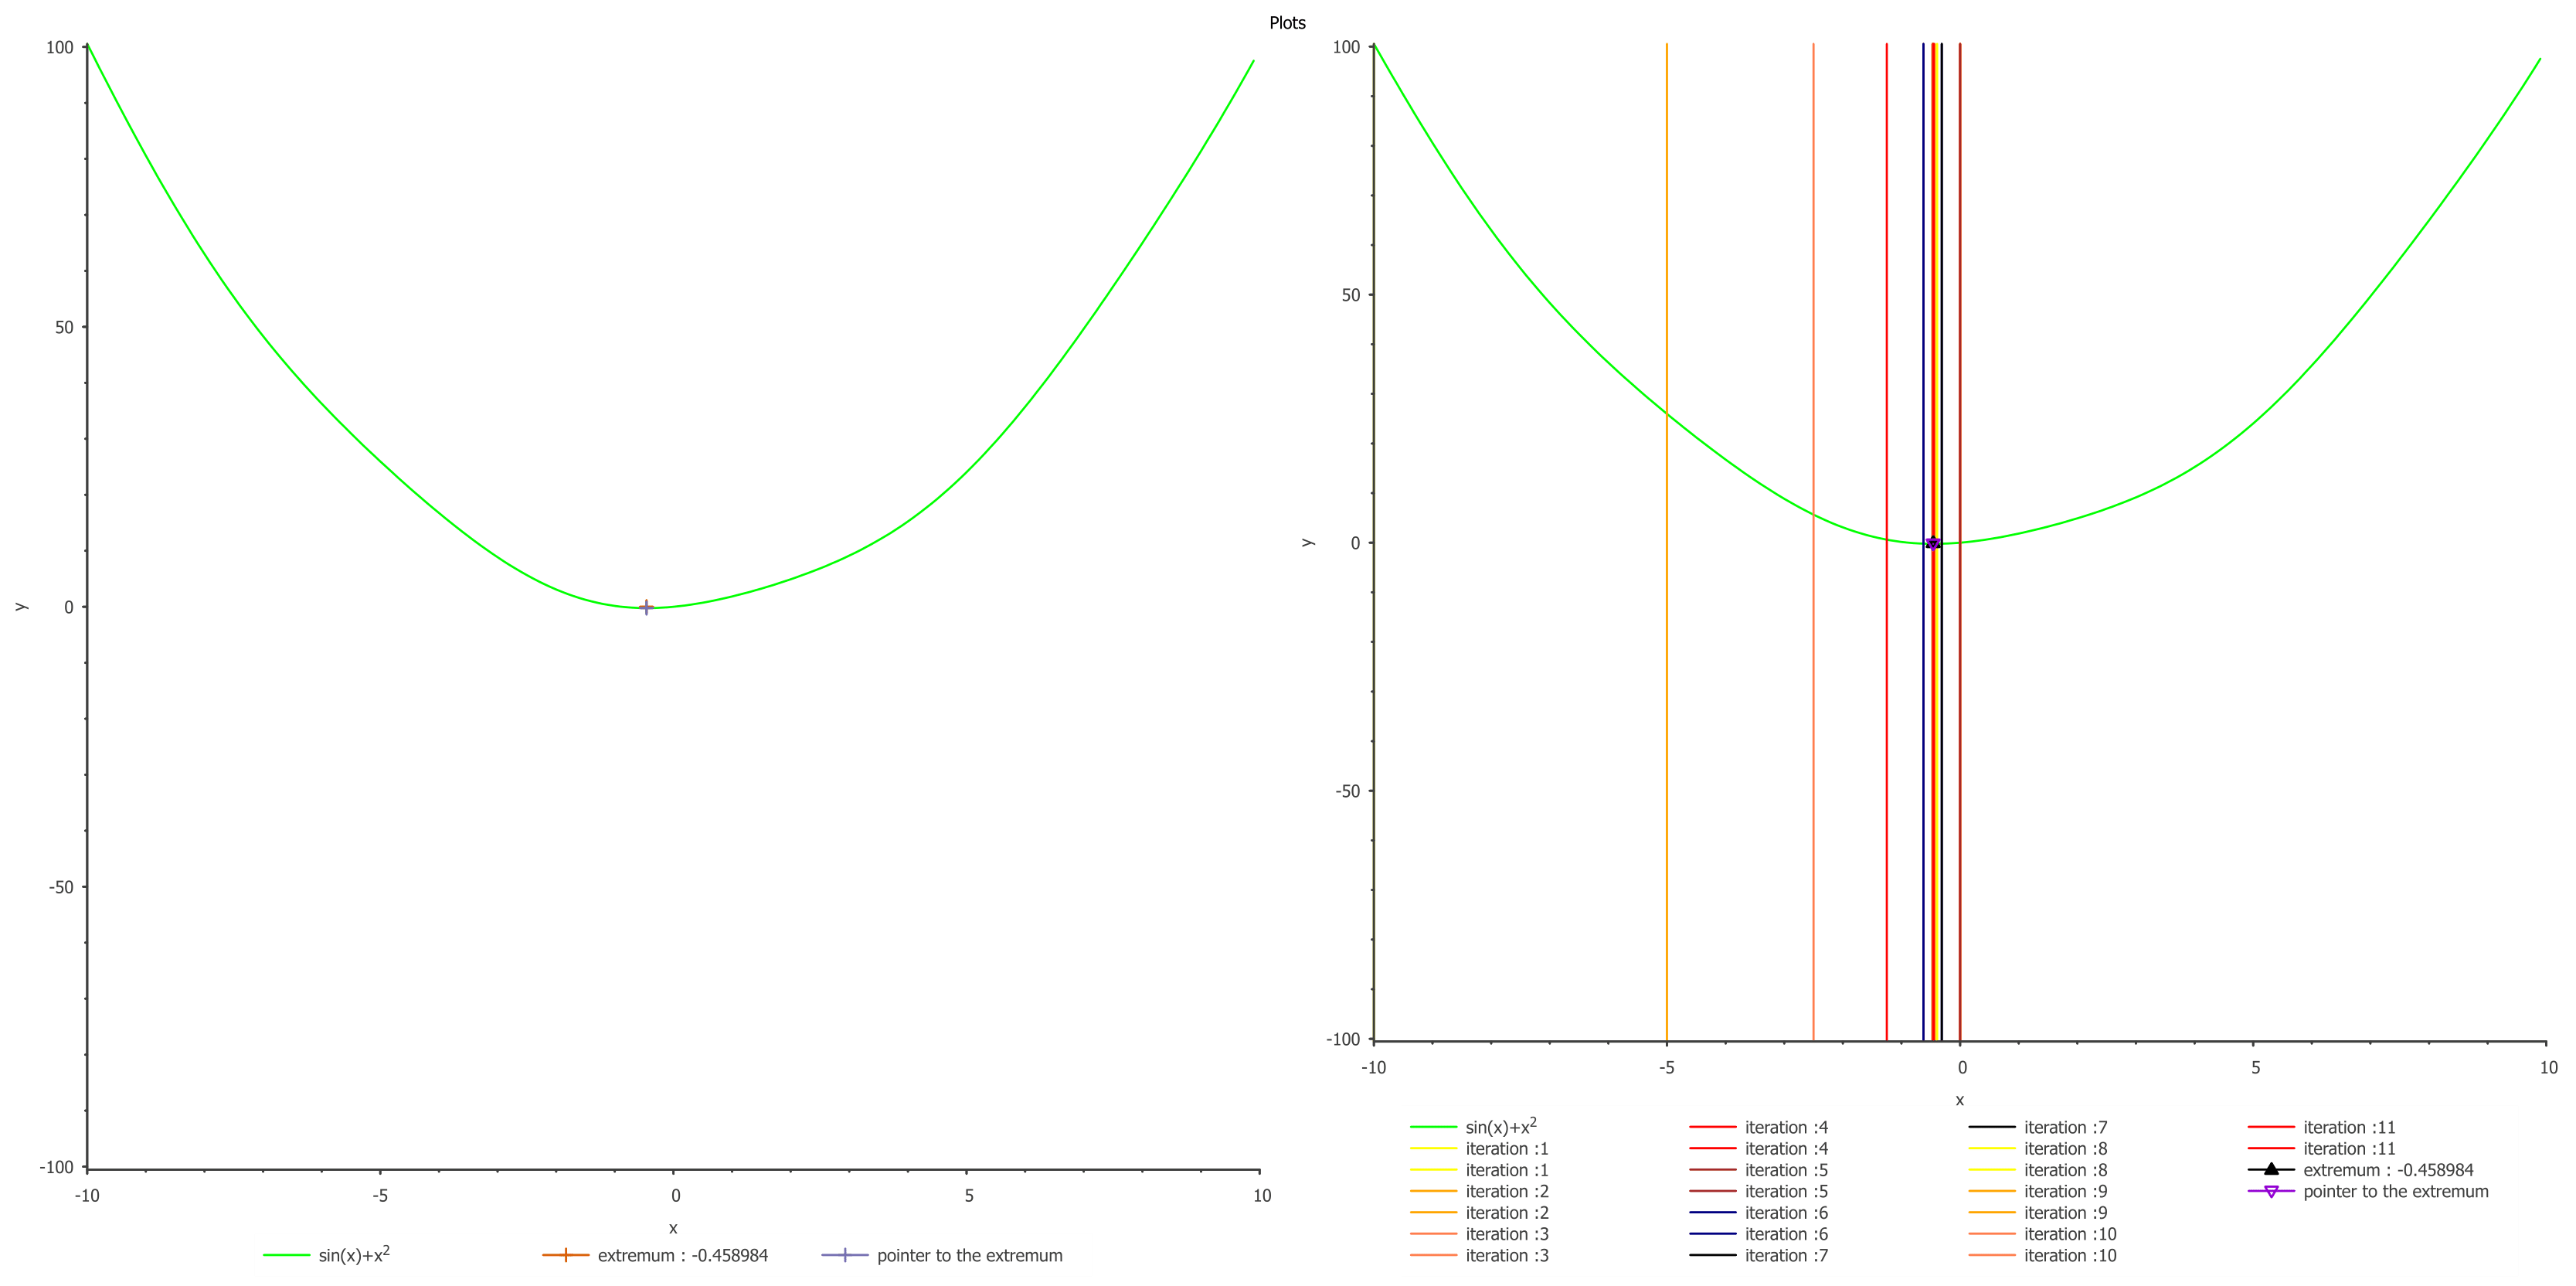 Plots
100
50
0
-50
-100
y
-10 -5 0 5 10
x
sin(x)+x² extremum : -0.458984 pointer to the extremum
100
50
0
-50
-100
y
-10 -5 0 5 10
x
sin(x)+x² iteration :4 iteration :7 iteration :11
iteration :1 iteration :4 iteration :8 iteration :11
iteration :1 iteration :5 iteration :8 extremum : -0.458984
iteration :2 iteration :5 iteration :9 pointer to the extremum
iteration :2 iteration :6 iteration :9
iteration :3 iteration :6 iteration :10
iteration :3 iteration :7 iteration :10